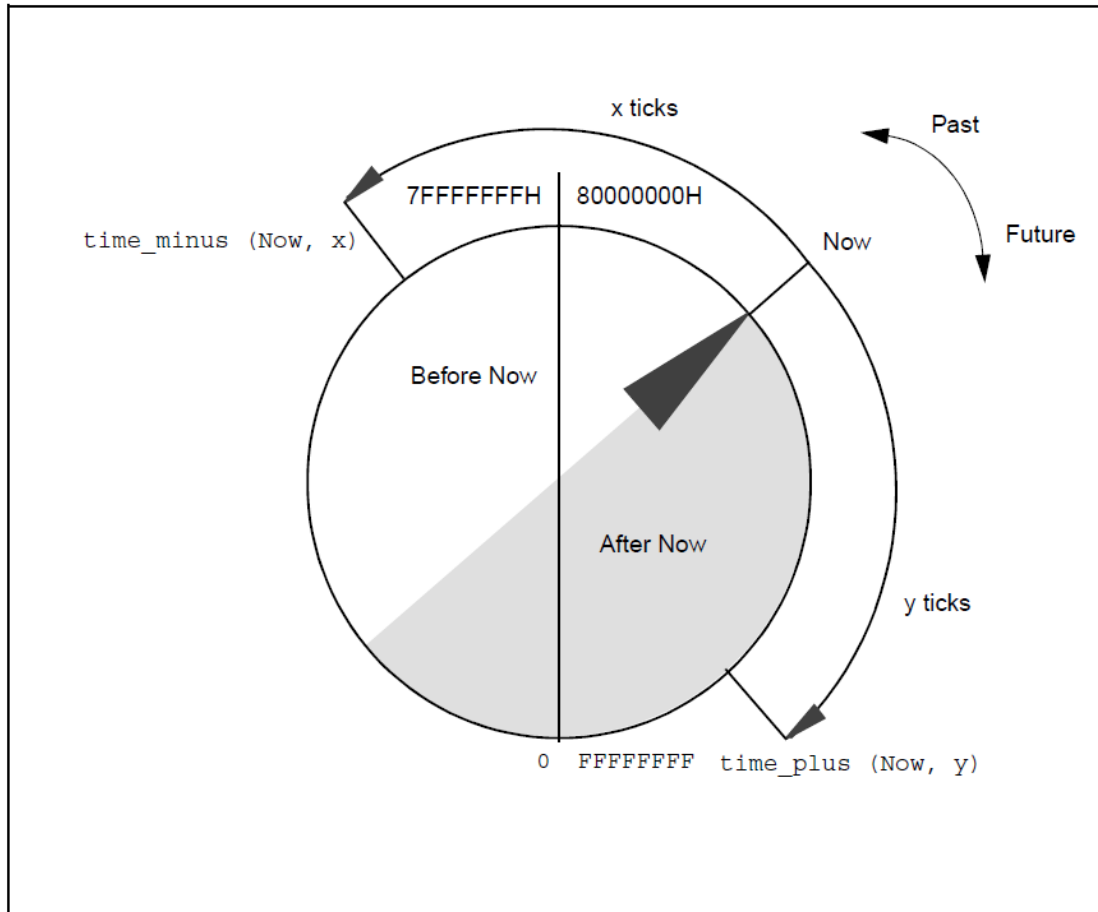 x ticks
Past
7FFFFFFFH 80000000H
time_minus (Now, x)
Now
Future
Before Now
After Now
y ticks
0 FFFFFFFF time_plus (Now, y)